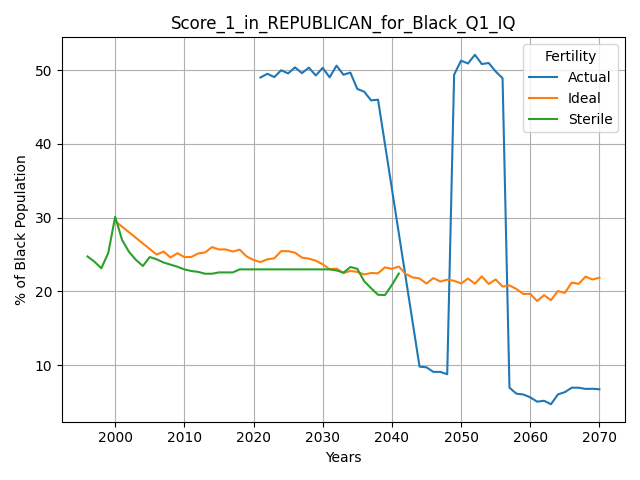 Score_1_in_REPUBLICAN_for_Black_Q1_IQ
Fertility
Actual
Ideal
Sterile
% of Black Population
50
40
30
20
10
2000
2010
2020
2030
2040
2050
2060
2070
Years